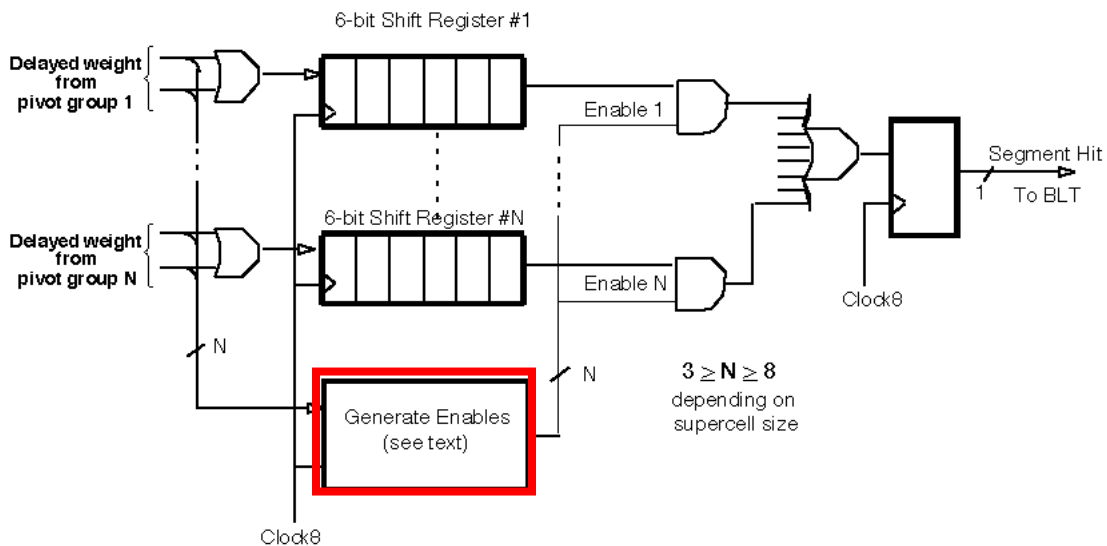 6-bit Shift Register #1
Delayed weight
from
pivot group 1
Enable 1
Segment Hit
1
To BLT
6-bit Shift Register #N
Delayed weight
from
pivot group N
Enable N
Clock8
N
N
3 ≥ N ≥ 8
depending on
supercell size
Generate Enables
(see text)
Clock8